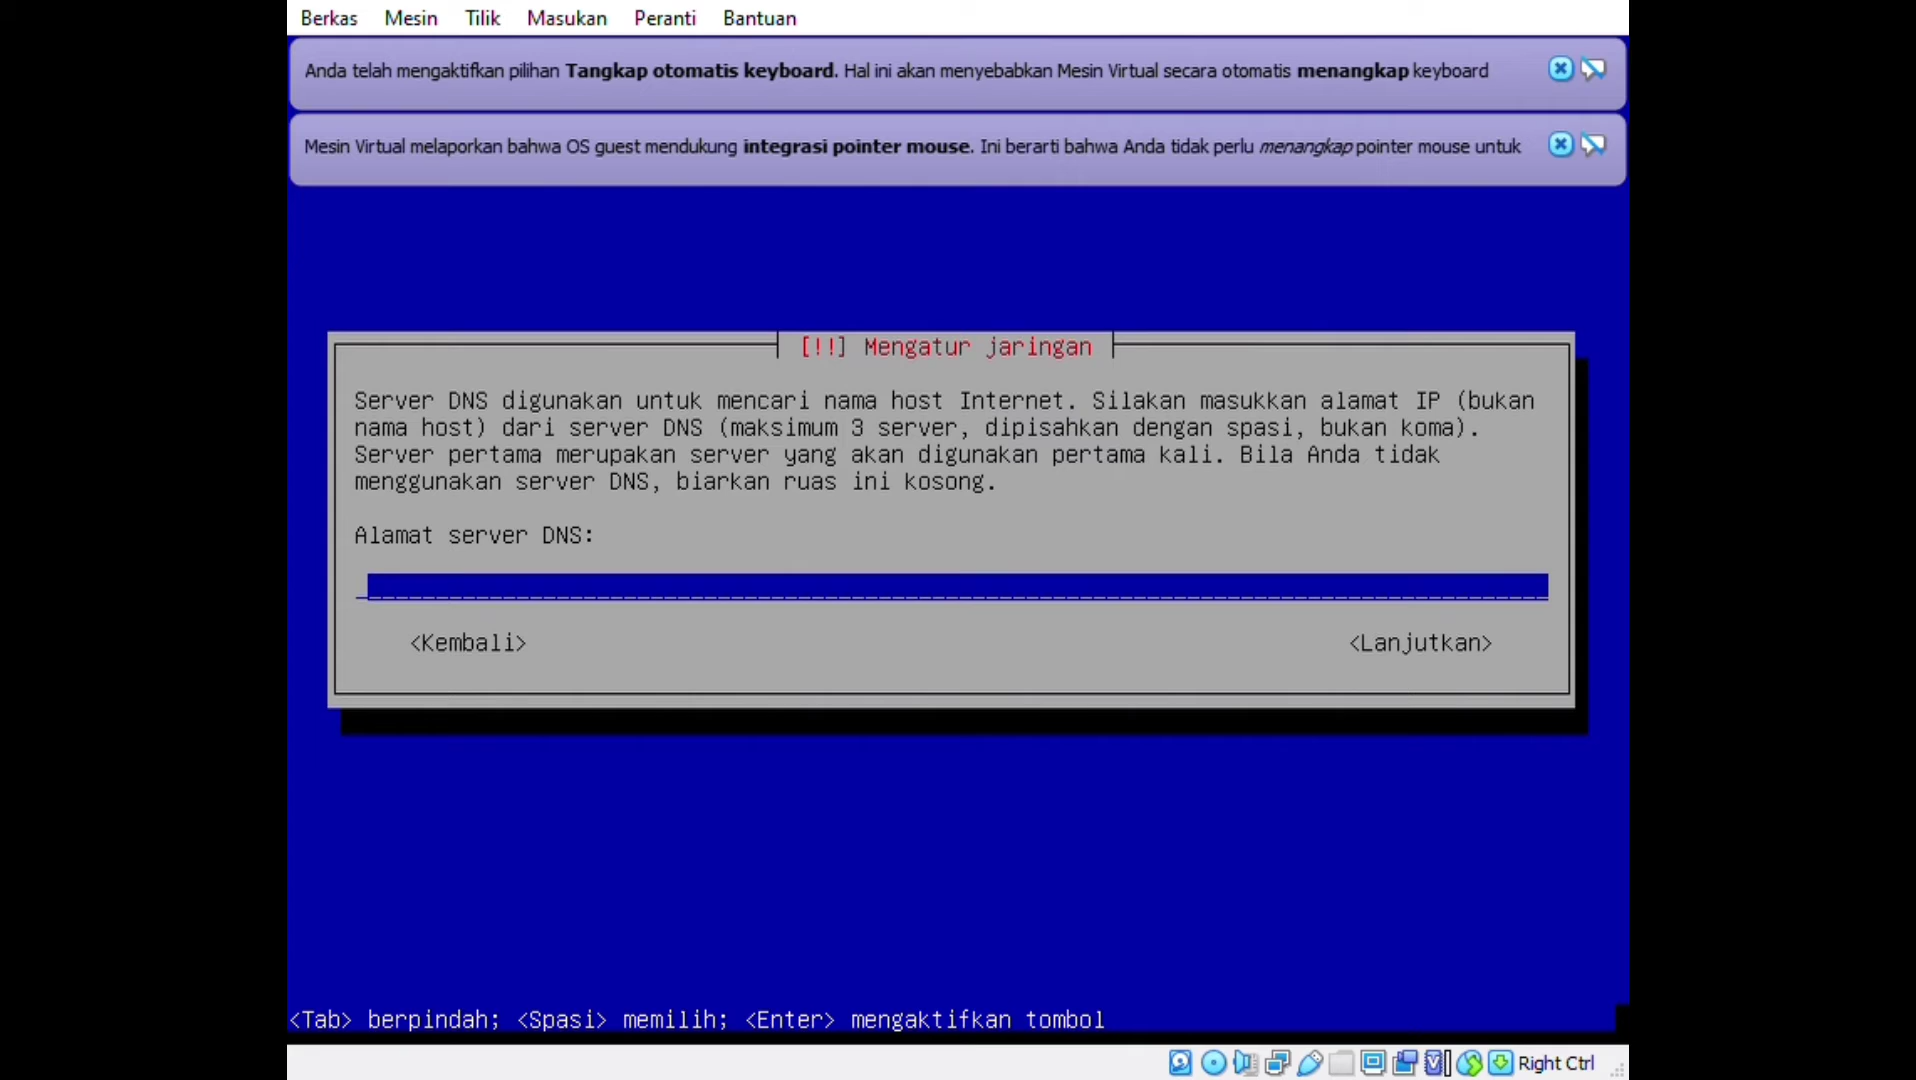 Berkas Mesin Tilik Masukan Peranti Bantuan
Anda telah mengaktifkan pilihan Tangkap otomatis keyboard. Hal ini akan menyebabkan Mesin Virtual secara otomatis menangkap keyboard
Mesin Virtual melaporkan bahwa OS guest mendukung integrasi pointer mouse. Ini berarti bahwa Anda tidak perlu menangkap pointer mouse untuk
[!!] Mengatur jaringan
Server DNS digunakan untuk mencari nama host Internet. Silakan masukkan alamat IP (bukan
nama host) dari server DNS (maksimum 3 server, dipisahkan dengan spasi, bukan koma).
Server pertama merupakan server yang akan digunakan pertama kali. Bila Anda tidak
menggunakan server DNS, biarkan ruas ini kosong.
Alamat server DNS:
<Kembali> <Lanjutkan>
<Tab> berpindah; <Spasi> memilih; <Enter> mengaktifkan tombol
Right Ctrl